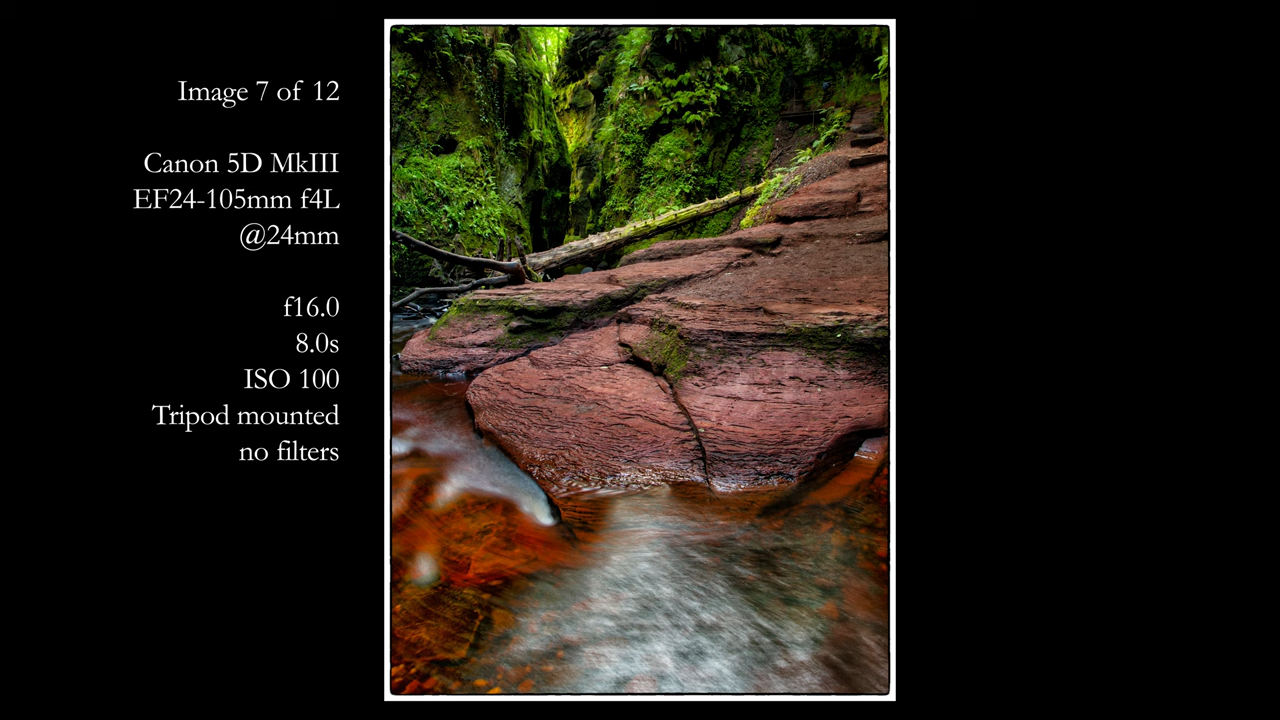 Image 7 of 12
Canon 5D MkIII
EF24-105mm f4L
@24mm
f16.0
8.0s
ISO 100
Tripod mounted
no filters